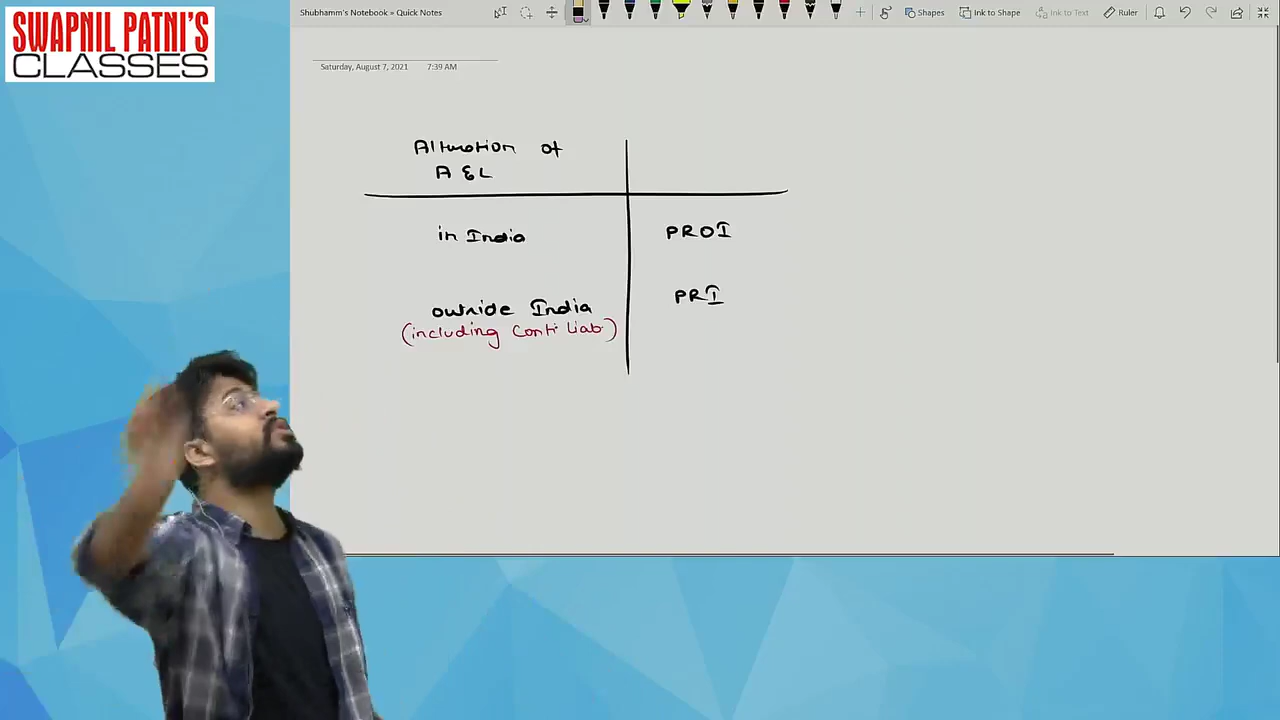 SWAPNIL PATNI'S
CLASSES
Shubhamm's Notebook » Quick Notes
Shapes
Ink to Shape
Ink to Text
Ruler
Saturday, August 7, 2021 7:39 AM
Alteration of
A & L
in India PROI
outside India PRI
(including Conti Liab.)